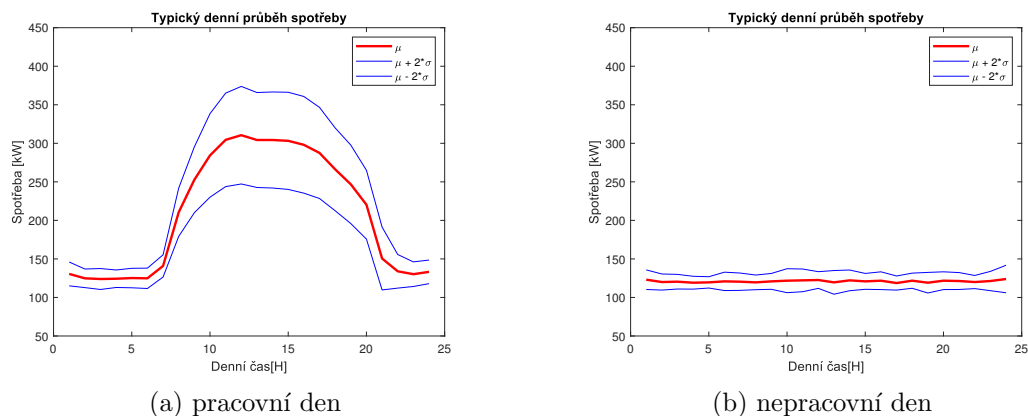 Typický denní průběh spotřeby
450
400
350
300
250
200
150
100
50
Spotřeba [kW]
0
5
10
15
20
25
Denní čas[H]
μ
μ + 2*σ
μ - 2*σ
(a) pracovní den
Typický denní průběh spotřeby
450
400
350
300
250
200
150
100
50
Spotřeba [kW]
0
5
10
15
20
25
Denní čas[H]
μ
μ + 2*σ
μ - 2*σ
(b) nepracovní den